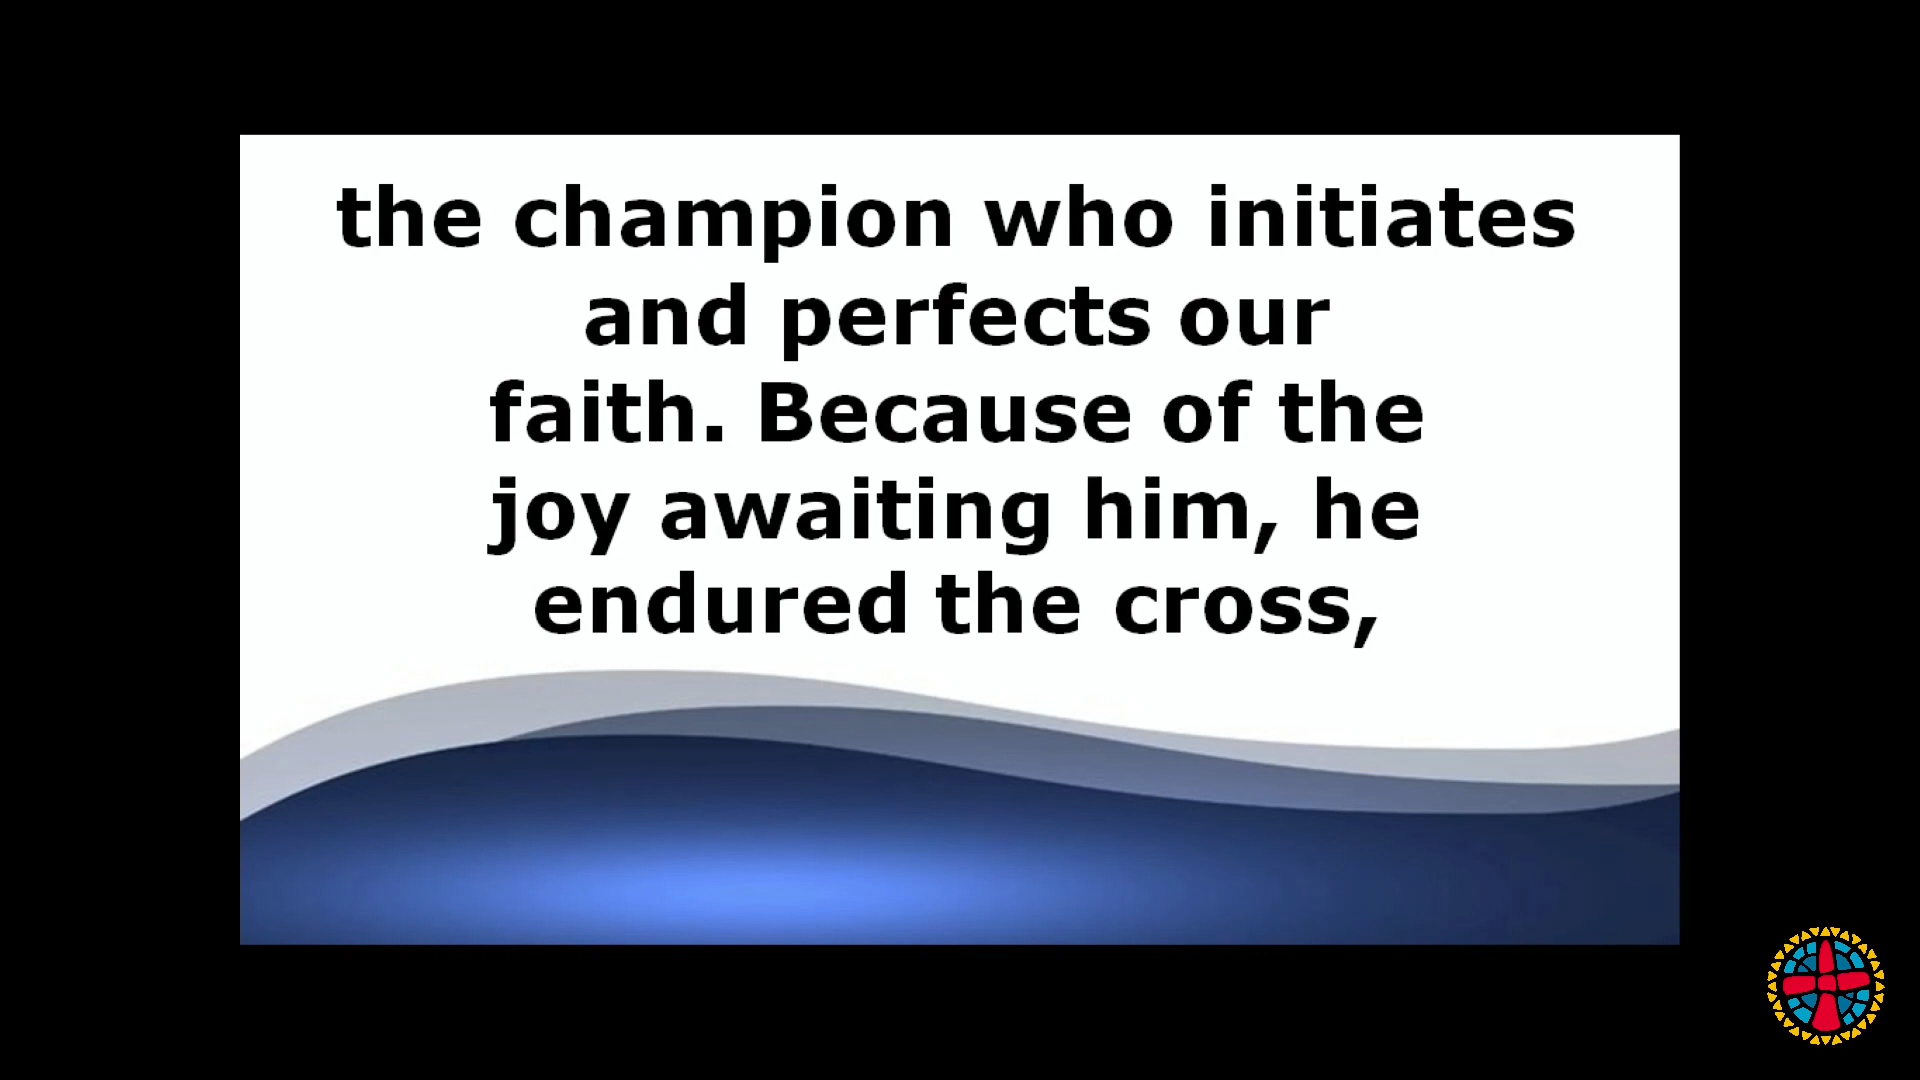 the champion who initiates
and perfects our
faith. Because of the
joy awaiting him, he
endured the cross,